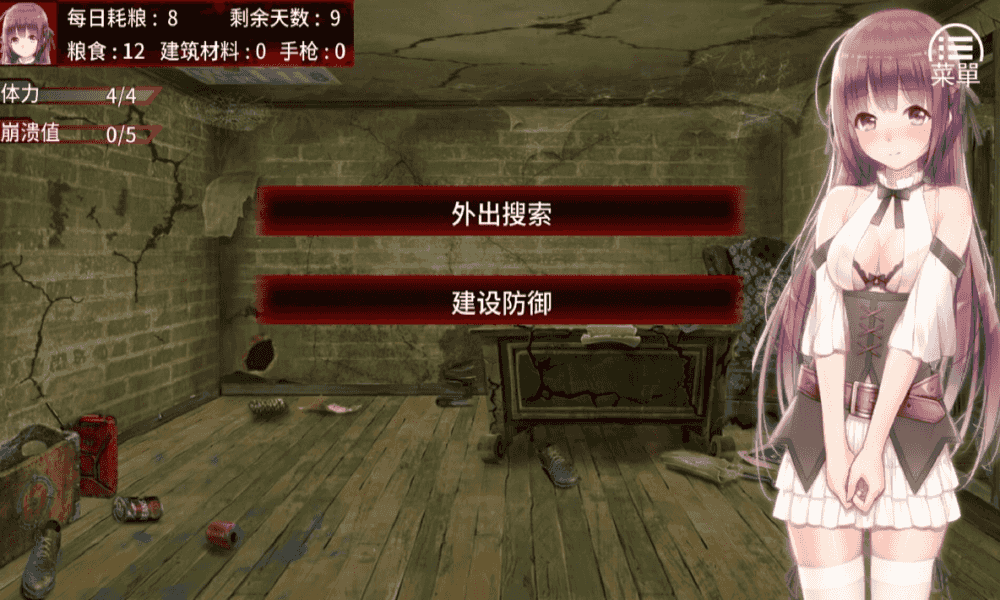 每日耗粮：8 剩余天数：9
粮食：12 建筑材料：0 手枪：0
体力 4/4
崩溃值 0/5
菜單
外出搜索
建设防御